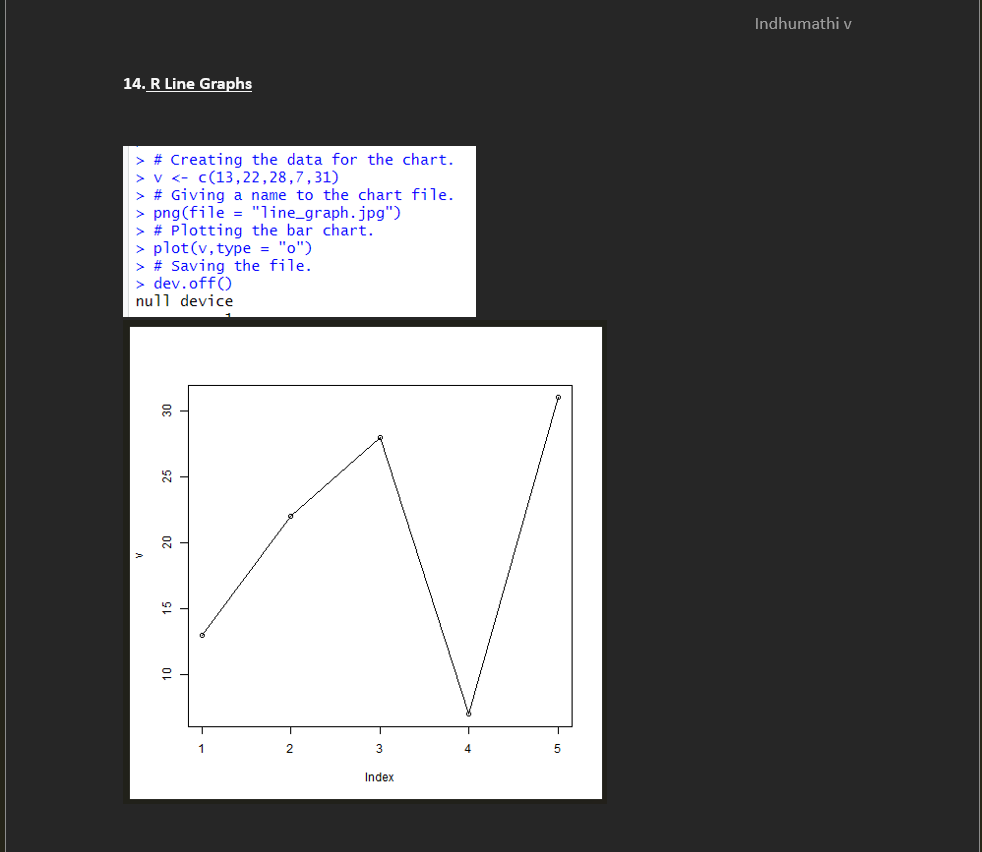 Indhumathi v
14. R Line Graphs
> # Creating the data for the chart.
> v <- c(13,22,28,7,31)
> # Giving a name to the chart file.
> png(file = "line_graph.jpg")
> # Plotting the bar chart.
> plot(v,type = "o")
> # Saving the file.
> dev.off()
null device
30
25
20
15
10
v
1 2 3 4 5
Index